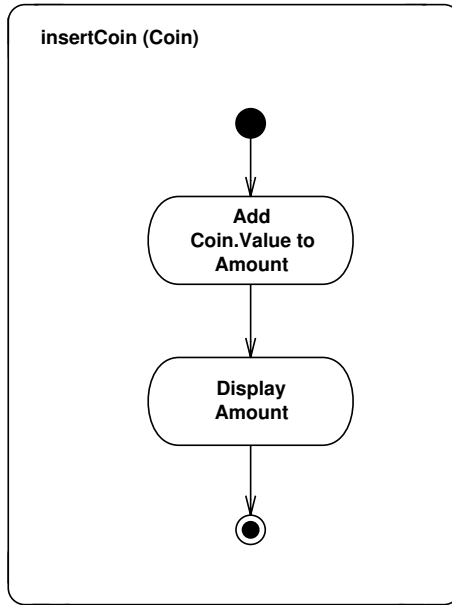 insertCoin (Coin)
Add
Coin.Value to
Amount
Display
Amount